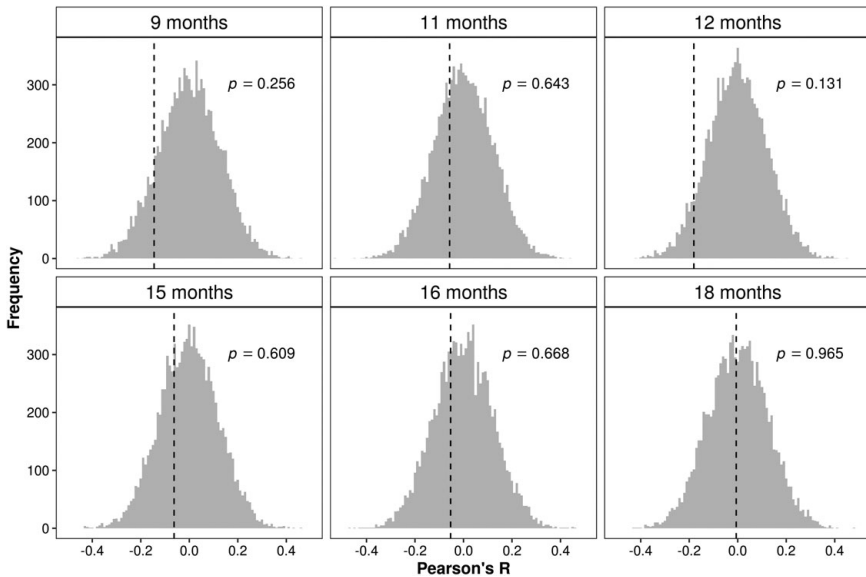 9 months
11 months
12 months
p = 0.256
p = 0.643
p = 0.131
300
200
100
0
15 months
16 months
18 months
p = 0.609
p = 0.668
p = 0.965
300
200
100
0
-0.4 -0.2 0.0 0.2 0.4
-0.4 -0.2 0.0 0.2 0.4
-0.4 -0.2 0.0 0.2 0.4
Frequency
Pearson's R